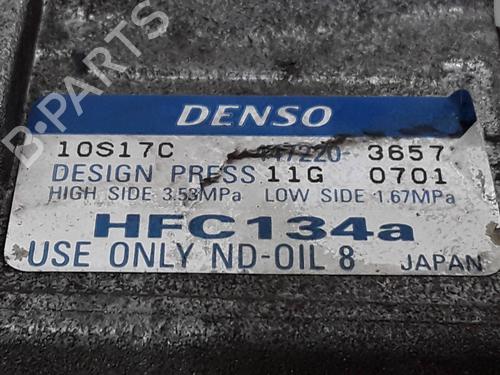 B-PARTS
DENSO
10S17C 447220- 3657
DESIGN PRESS 11G 0701
HIGH SIDE 3.53MPa LOW SIDE 1.67MPa
HFC134a
USE ONLY ND-OIL 8 JAPAN